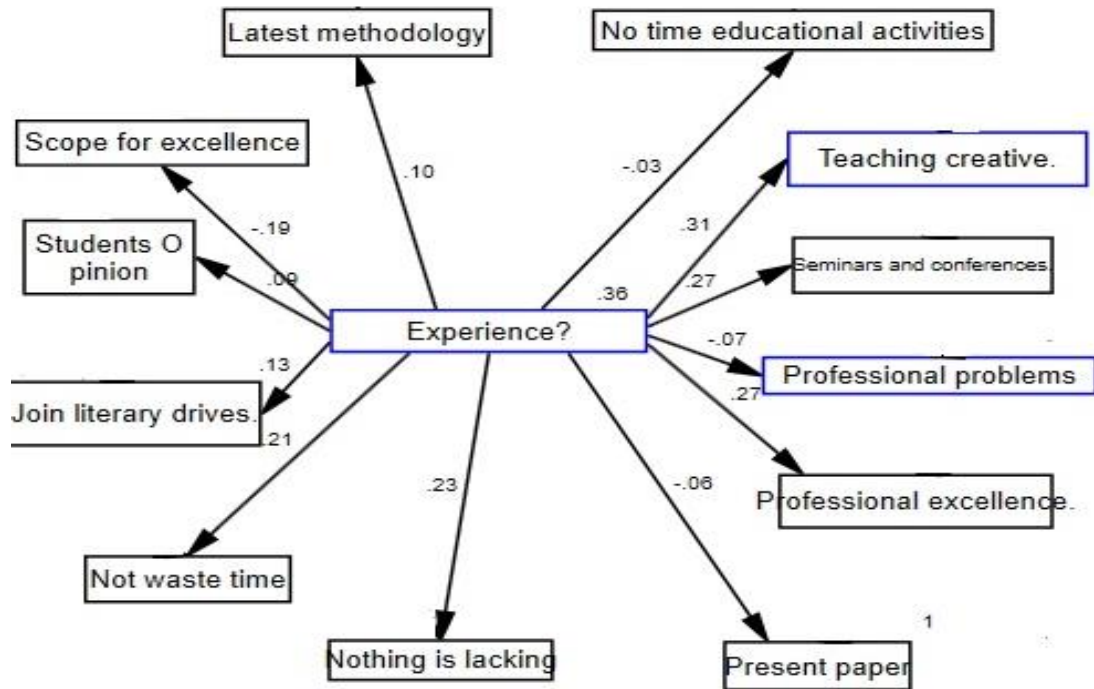 Latest methodology
No time educational activities
Scope for excellence
Teaching creative.
.10
-.03
-.19
.31
Students O
pinion
Seminars and conferences.
.09
.36
.27
Experience?
-.07
.13
Professional problems
.27
Join literary drives.
.21
.23
-.06
Professional excellence.
Not waste time
1
Nothing is lacking
Present paper